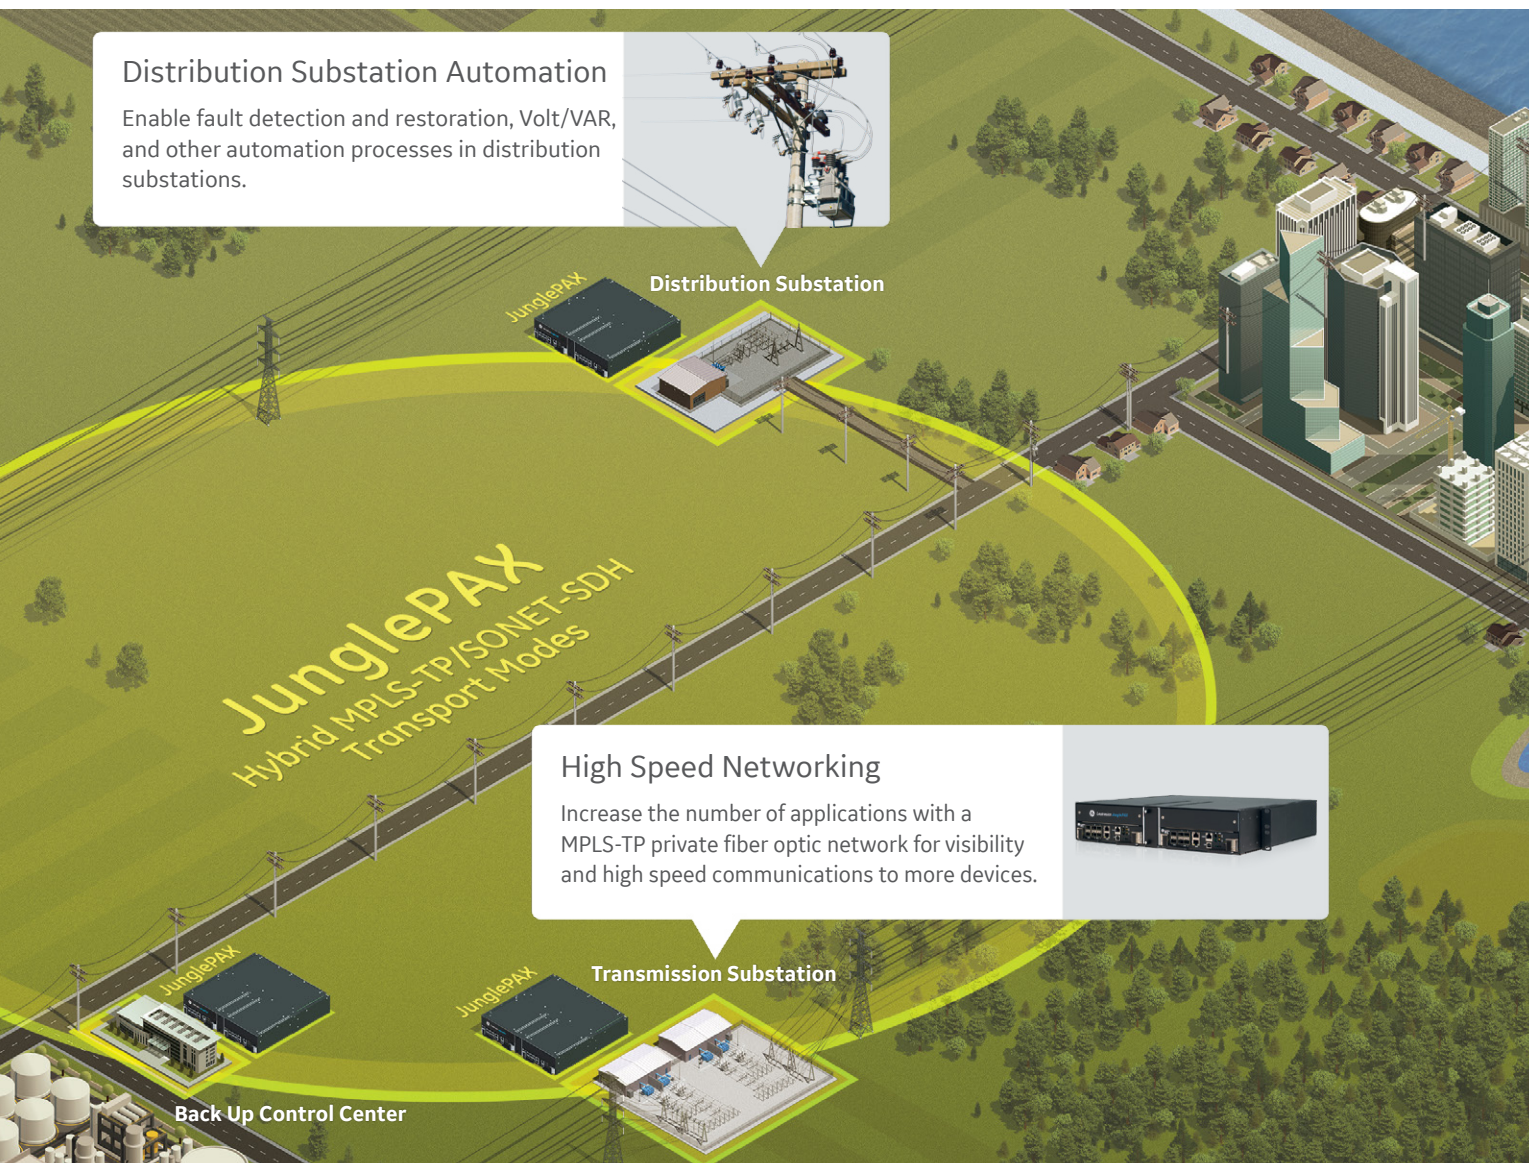 Distribution Substation Automation
Enable fault detection and restoration, Volt/VAR,
and other automation processes in distribution
substations.
JunglePAX
Distribution Substation
JunglePAX
Hybrid MPLS-TP/SONET-SDH
Transport Modes
High Speed Networking
Increase the number of applications with a
MPLS-TP private fiber optic network for visibility
and high speed communications to more devices.
JunglePAX
JunglePAX
Transmission Substation
Back Up Control Center